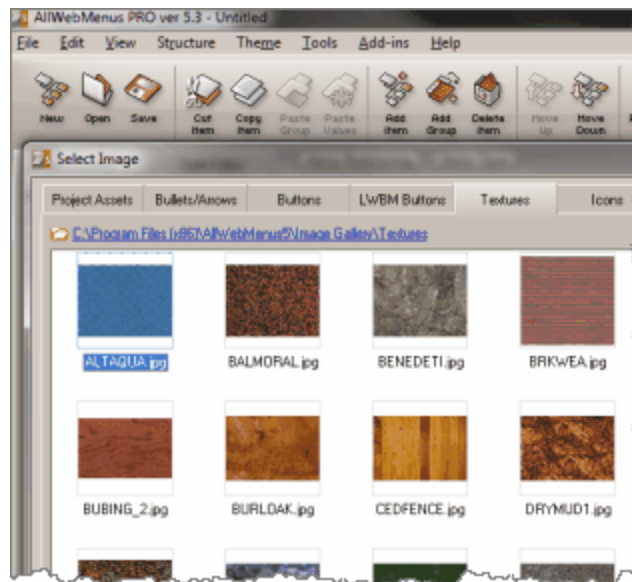 AllWebMenus PRO ver 5.3 - Untitled
File Edit View Structure Theme Tools Add-ins Help
New Open Save Cut Item Copy Item Paste Group Paste Values Add Item Add Group Delete Item Move Up Move Down
Select Image
Project Assets Bullets/Arrows Buttons LWBM Buttons Textures Icons
C:\Program Files (x86)\AllWebMenus5\Image Gallery\Textures
ALTAQUA.jpg BALMORAL.jpg BENEDETI.jpg BRKWEA.jpg
BUBING_2.jpg BURLOAK.jpg CEDFENCE.jpg DRYMUD1.jpg